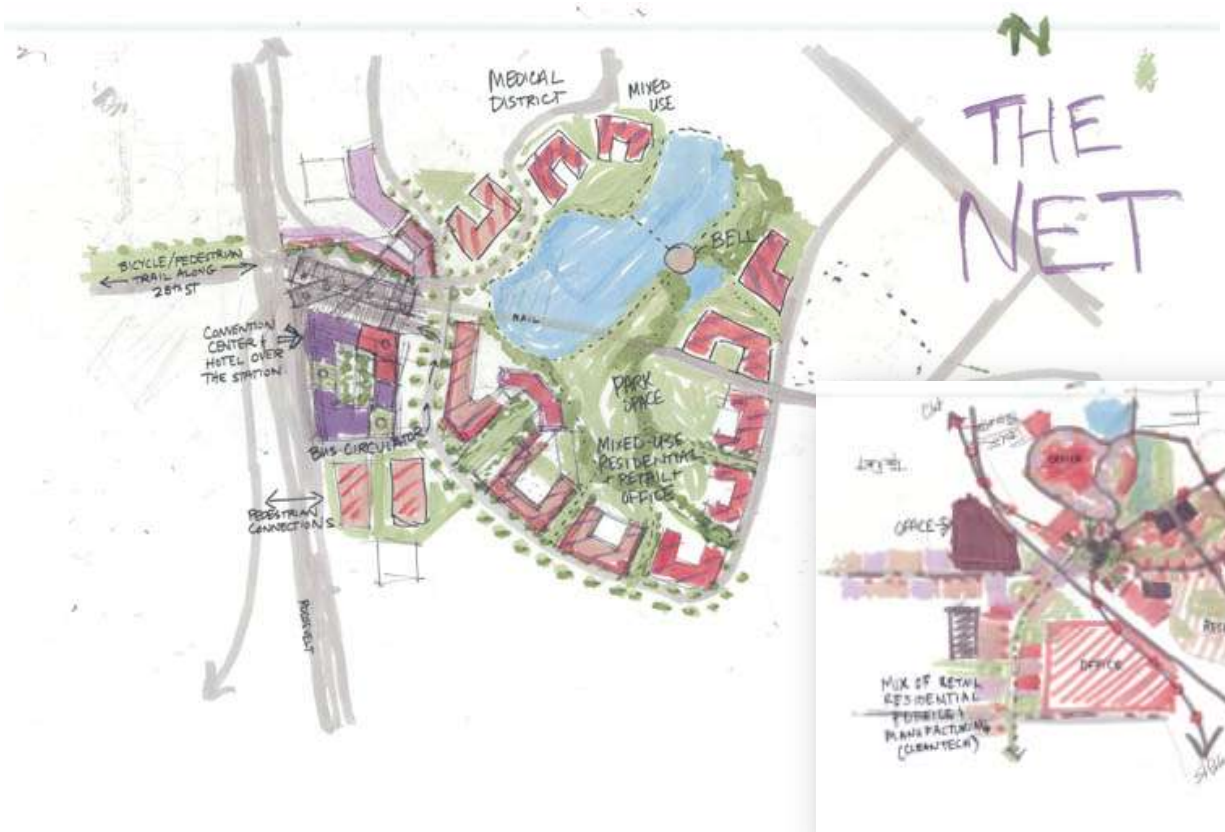 N
THE
NET
MEDICAL
DISTRICT
MIXED
USE
BELL
BICYCLE/PEDESTRIAN
TRAIL ALONG
28TH ST
CONVENTION
CENTER +
HOTEL OVER
THE STATION
RAIL
PARK
SPACE
BUS CIRCULATOR
MIXED-USE
RESIDENTIAL
+ RETAIL +
OFFICE
PEDESTRIAN
CONNECTIONS
ROOSEVELT
OFFICE
OFFICE
OFFICE
MIX OF RETAIL
RESIDENTIAL
MANUFACTURING
(CLEANTECH)